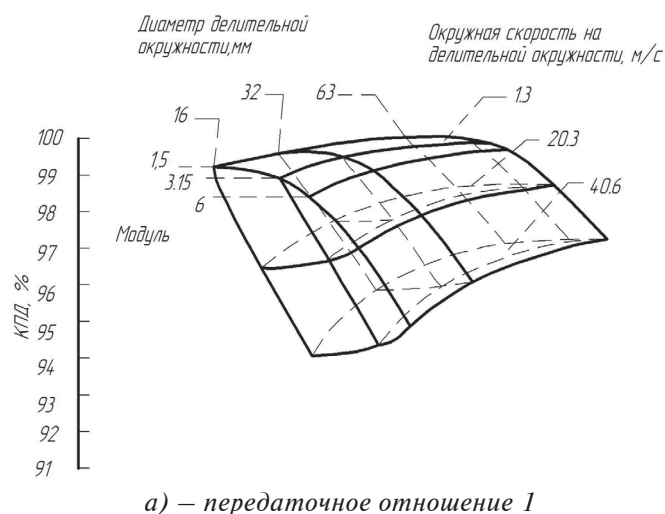 Диаметр делительной
окружности,мм
Окружная скорость на
делительной окружности, м/с
16
32
63
1.3
20.3
40.6
1,5
3.15
6
Модуль
КПД, %
100
99
98
97
96
95
94
93
92
91
а) – передаточное отношение 1